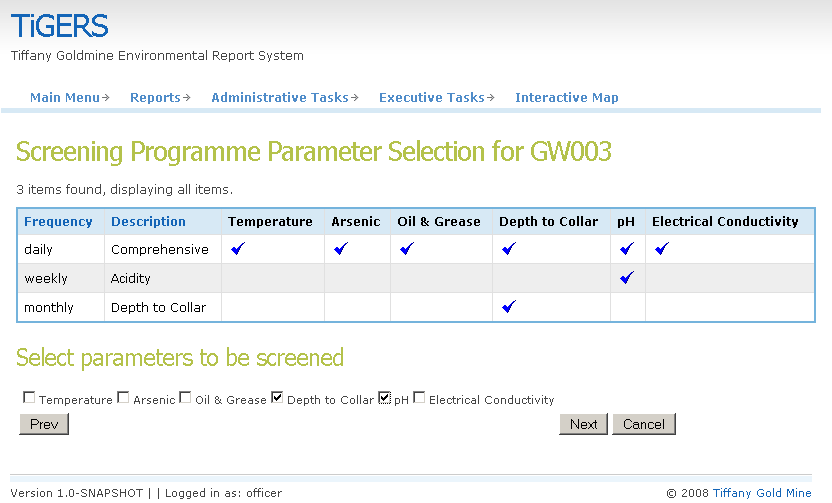 TiGERS
Tiffany Goldmine Environmental Report System
Main Menu Reports Administrative Tasks Executive Tasks Interactive Map
Screening Programme Parameter Selection for GW003
3 items found, displaying all items.
Frequency Description Temperature Arsenic Oil & Grease Depth to Collar pH Electrical Conductivity
daily Comprehensive
weekly Acidity
monthly Depth to Collar
Select parameters to be screened
Temperature Arsenic Oil & Grease Depth to Collar pH Electrical Conductivity
Prev Next Cancel
Version 1.0-SNAPSHOT | | Logged in as: officer © 2008 Tiffany Gold Mine